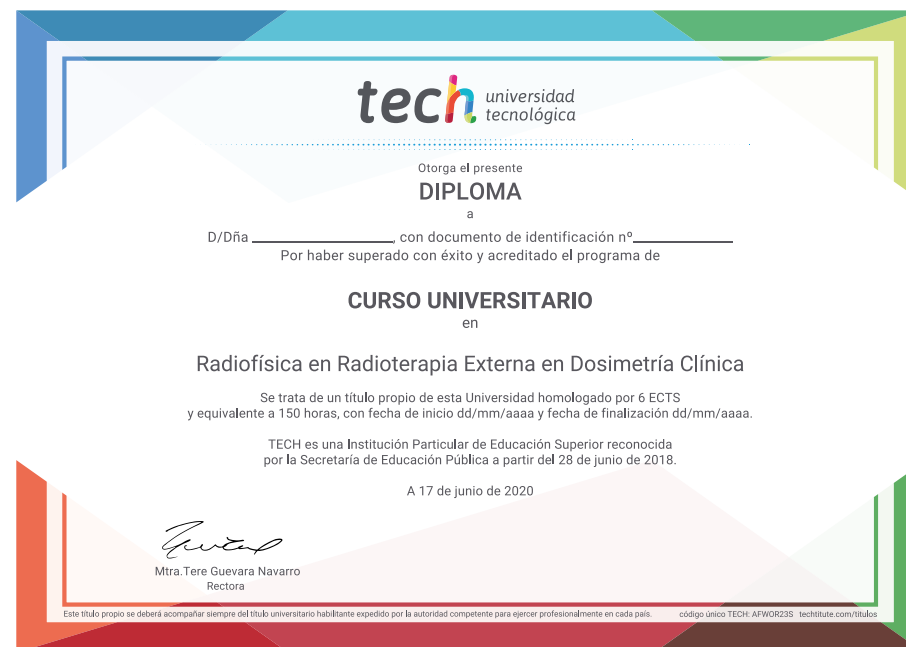 tech universidad
tecnológica
Otorga el presente
DIPLOMA
a
D/Dña ____________________, con documento de identificación nº______________
Por haber superado con éxito y acreditado el programa de
CURSO UNIVERSITARIO
en
Radiofísica en Radioterapia Externa en Dosimetría Clínica
Se trata de un título propio de esta Universidad homologado por 6 ECTS
y equivalente a 150 horas, con fecha de inicio dd/mm/aaaa y fecha de finalización dd/mm/aaaa.
TECH es una Institución Particular de Educación Superior reconocida
por la Secretaría de Educación Pública a partir del 28 de junio de 2018.
A 17 de junio de 2020
Mtra.Tere Guevara Navarro
Rectora
Este título propio se deberá acompañar siempre del título universitario habilitante expedido por la autoridad competente para ejercer profesionalmente en cada país. código único TECH: AFWOR23S techtitute.com/títulos